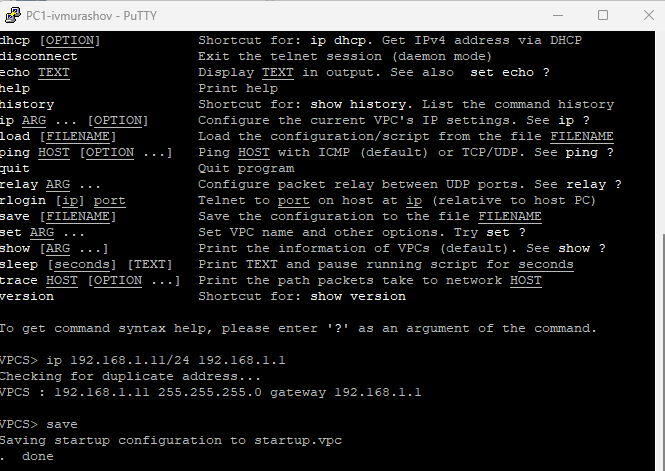 PC1-ivmurashov - PuTTY
dhcp [OPTION] Shortcut for: ip dhcp. Get IPv4 address via DHCP
disconnect Exit the telnet session (daemon mode)
echo TEXT Display TEXT in output. See also  set echo ?
help Print help
history Shortcut for: show history. List the command history
ip ARG ... [OPTION] Configure the current VPC's IP settings. See ip ?
load [FILENAME] Load the configuration/script from the file FILENAME
ping HOST [OPTION ...] Ping HOST with ICMP (default) or TCP/UDP. See ping ?
quit Quit program
relay ARG ... Configure packet relay between UDP ports. See relay ?
rlogin [ip] port Telnet to port on host at ip (relative to host PC)
save [FILENAME] Save the configuration to the file FILENAME
set ARG ... Set VPC name and other options. Try set ?
show [ARG ...] Print the information of VPCs (default). See show ?
sleep [seconds] [TEXT] Print TEXT and pause running script for seconds
trace HOST [OPTION ...] Print the path packets take to network HOST
version Shortcut for: show version
To get command syntax help, please enter '?' as an argument of the command.
VPCS> ip 192.168.1.11/24 192.168.1.1
Checking for duplicate address...
VPCS : 192.168.1.11 255.255.255.0 gateway 192.168.1.1
VPCS> save
Saving startup configuration to startup.vpc
.  done